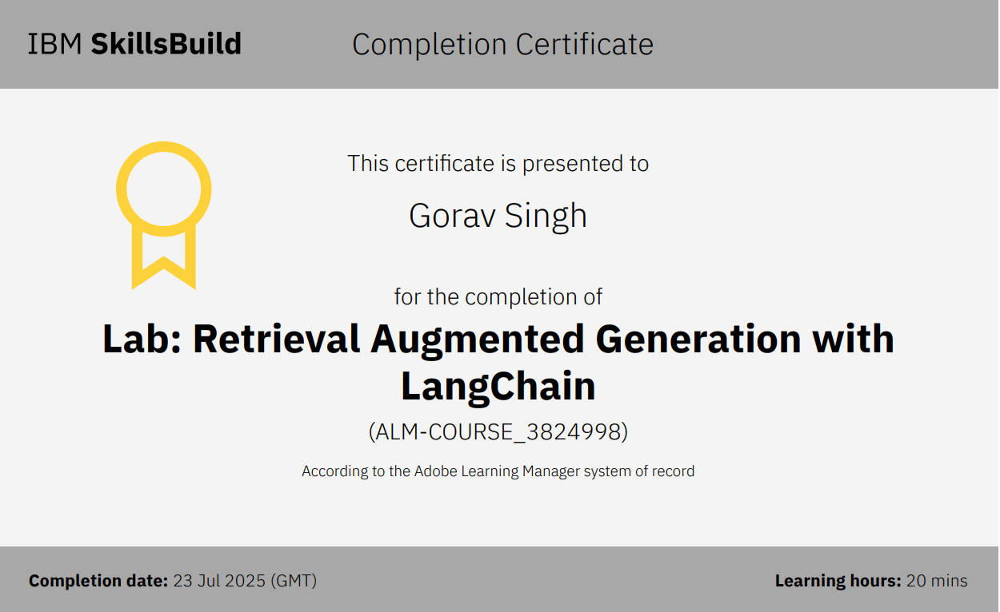 IBM SkillsBuild
Completion Certificate
This certificate is presented to
Gorav Singh
for the completion of
Lab: Retrieval Augmented Generation with
LangChain
(ALM-COURSE_3824998)
According to the Adobe Learning Manager system of record
Completion date: 23 Jul 2025 (GMT)
Learning hours: 20 mins